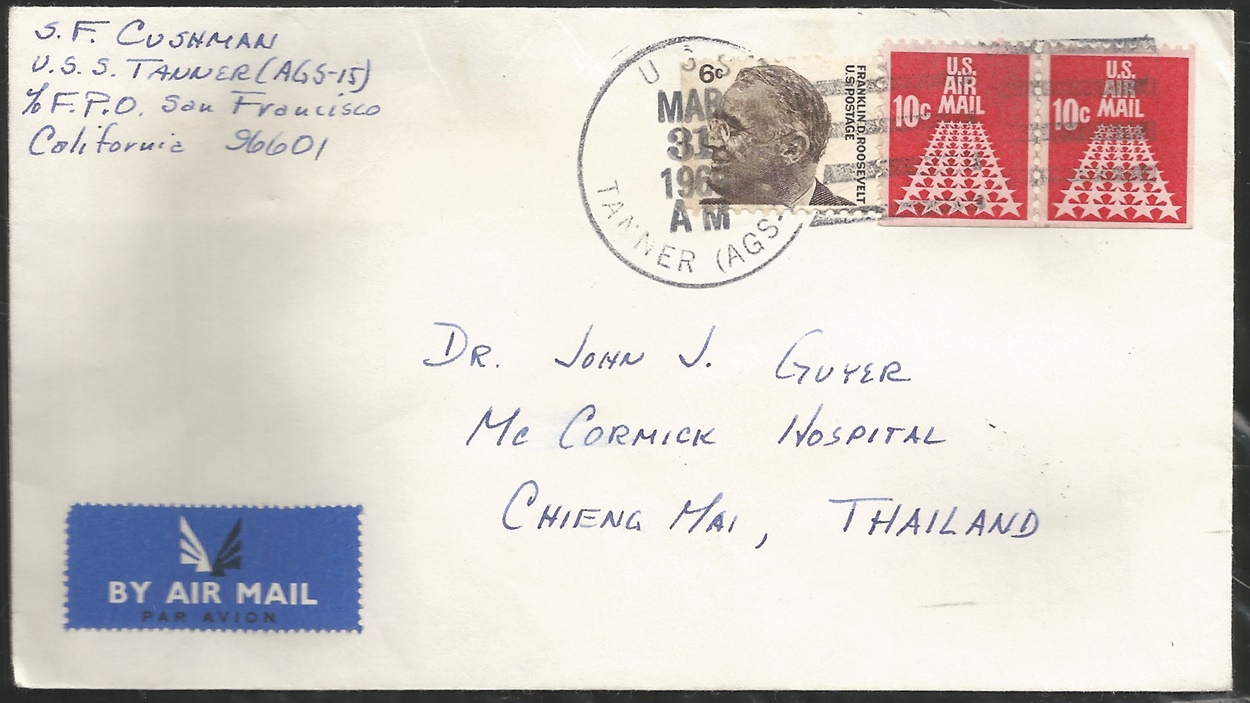 S. F. CUSHMAN
U. S. S. TANNER (AGS-15)
c/o F. P. O. San Francisco
California 96601
U. S. S.
TANNER (AGS-
MAR
31
196
A M
6c
FRANKLIN D. ROOSEVELT
U.S. POSTAGE
U.S.
AIR
MAIL
10c
U.S.
AIR
MAIL
10c
DR. JOHN J. GUYER
Mc CORMICK HOSPITAL
CHIENG MAI, THAILAND
BY AIR MAIL
PAR AVION